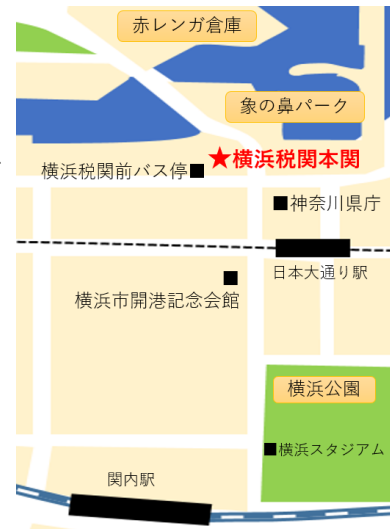 赤レンガ倉庫
象の鼻パーク
★横浜税関本関
横浜税関前バス停■
■神奈川県庁
日本大通り駅
横浜市開港記念会館
横浜公園
■横浜スタジアム
関内駅